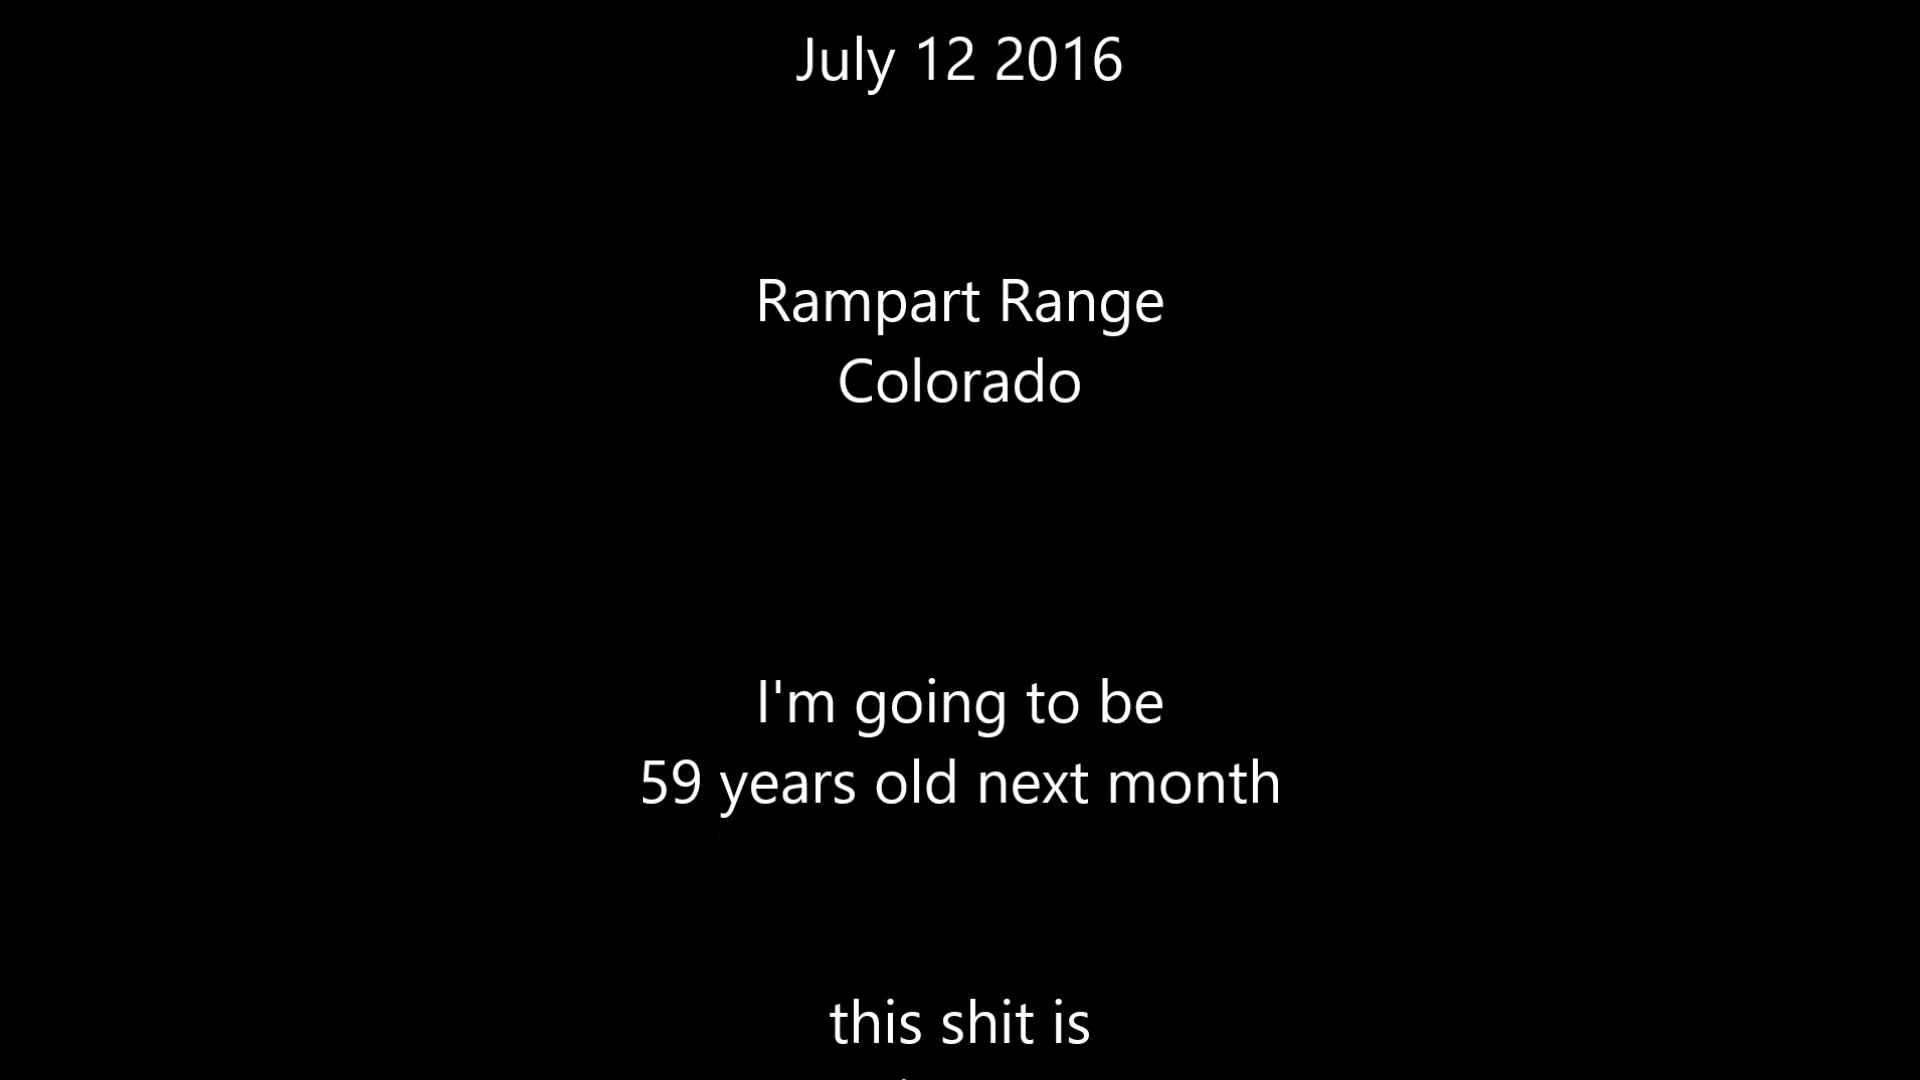 July 12 2016
Rampart Range
Colorado
I'm going to be
59 years old next month
this shit is